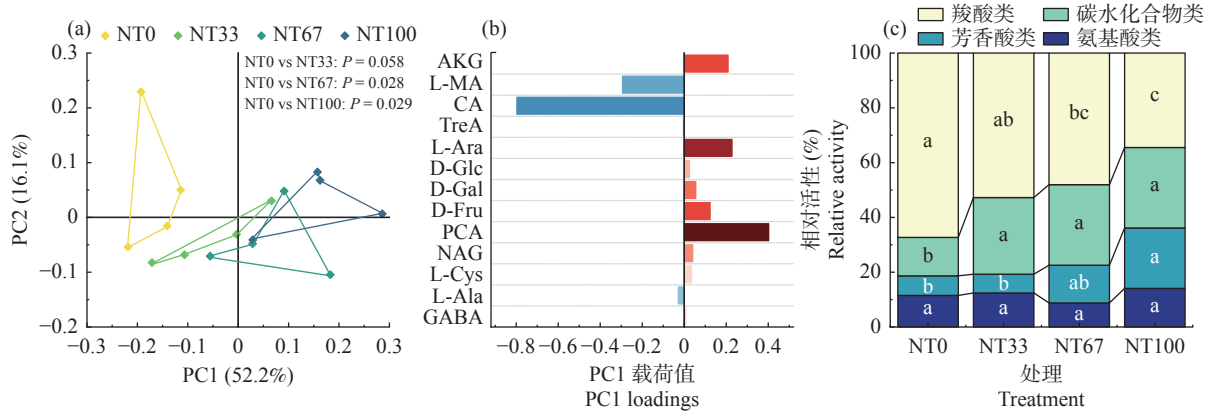 (a)
NT0 NT33 NT67 NT100
NT0 vs NT33: P = 0.058
NT0 vs NT67: P = 0.028
NT0 vs NT100: P = 0.029
0.3
0.2
0.1
0
−0.1
−0.2
PC2 (16.1%)
−0.3 −0.2 −0.1 0 0.1 0.2 0.3
PC1 (52.2%)
(b)
AKG
L-MA
CA
TreA
L-Ara
D-Glc
D-Gal
D-Fru
PCA
NAG
L-Cys
L-Ala
GABA
−0.8 −0.6 −0.4 −0.2 0 0.2 0.4
PC1 载荷值
PC1 loadings
(c)
羧酸类 碳水化合物类
芳香酸类 氨基酸类
100
80
60
40
20
0
相对活性 (%)
Relative activity
a ab bc c
b a a a
b b ab a
a a a a
NT0 NT33 NT67 NT100
处理
Treatment